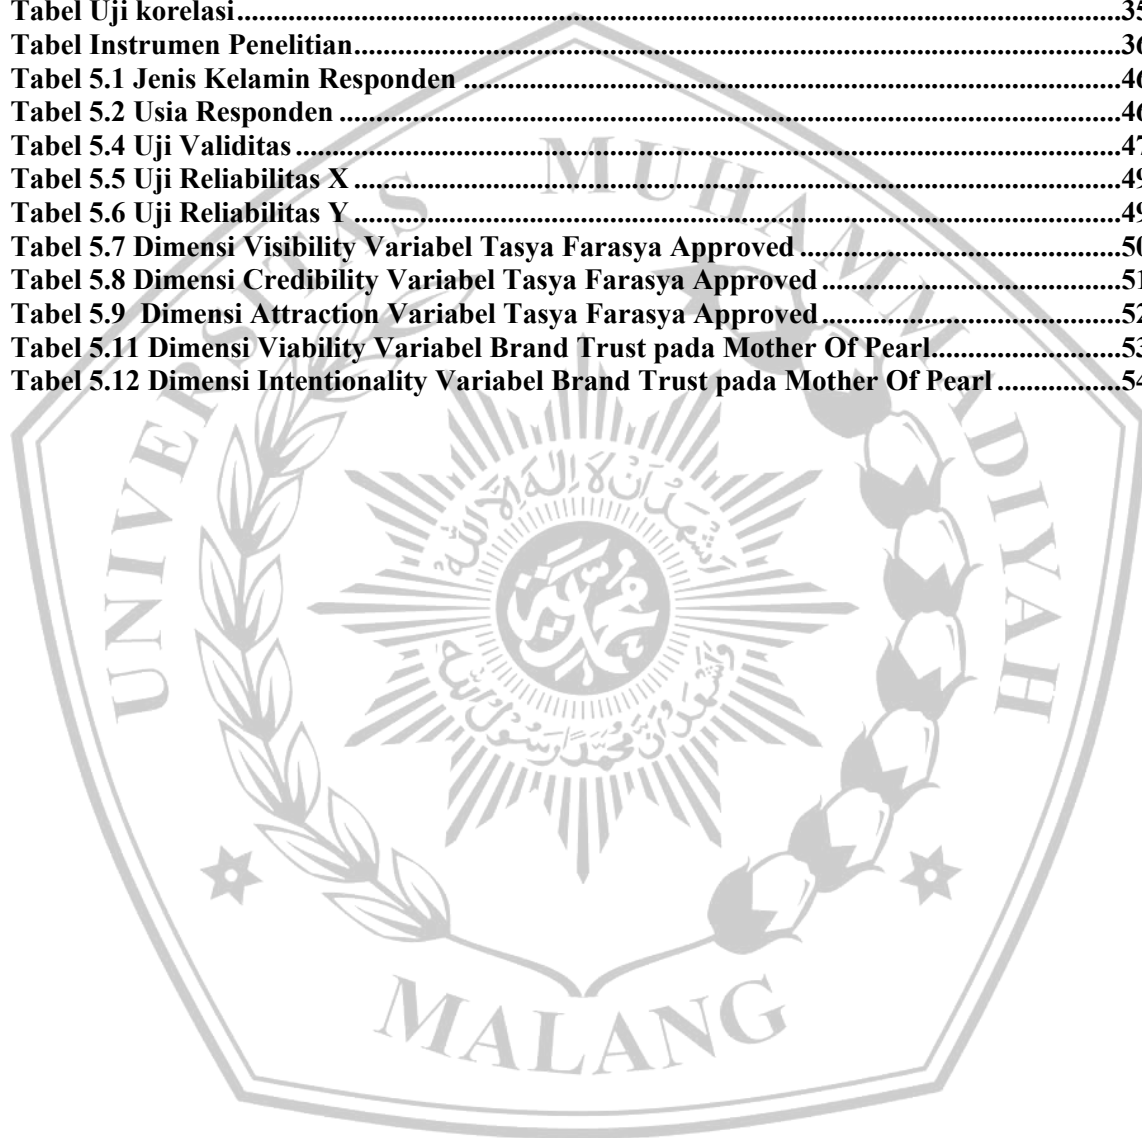 Tabel Uji korelasi..........35
Tabel Instrumen Penelitian..........36
Tabel 5.1 Jenis Kelamin Responden ..........46
Tabel 5.2 Usia Responden ..........46
Tabel 5.4 Uji Validitas ..........47
Tabel 5.5 Uji Reliabilitas X ..........49
Tabel 5.6 Uji Reliabilitas Y ..........49
Tabel 5.7 Dimensi Visibility Variabel Tasya Farasya Approved ..........50
Tabel 5.8 Dimensi Credibility Variabel Tasya Farasya Approved ..........51
Tabel 5.9  Dimensi Attraction Variabel Tasya Farasya Approved ..........52
Tabel 5.11 Dimensi Viability Variabel Brand Trust pada Mother Of Pearl..........53
Tabel 5.12 Dimensi Intentionality Variabel Brand Trust pada Mother Of Pearl ..........54
UNIVERSITAS MUHAMMADIYAH
MALANG